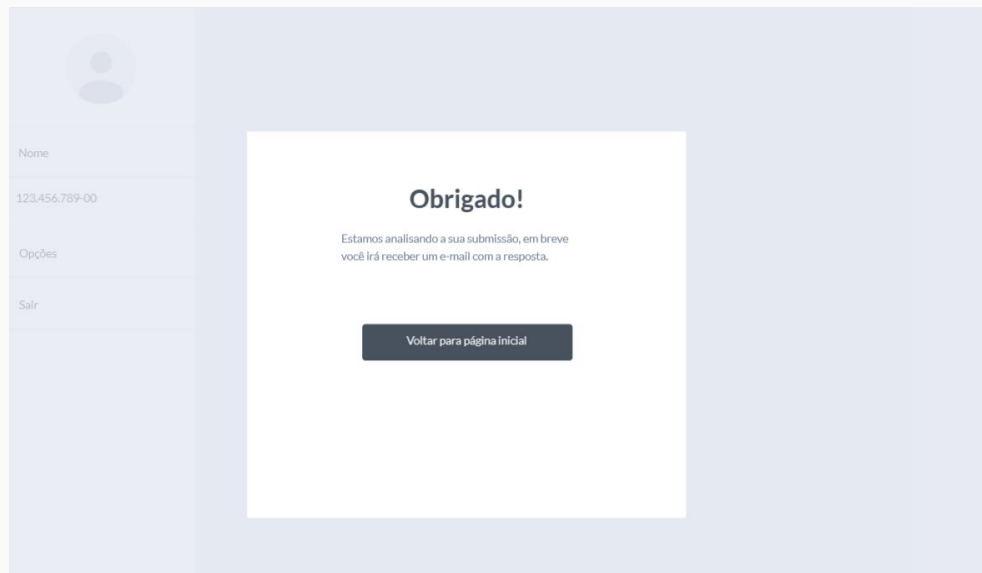 Nome
123.456.789-00
Opções
Sair
Obrigado!
Estamos analisando a sua submissão, em breve
você irá receber um e-mail com a resposta.
Voltar para página inicial